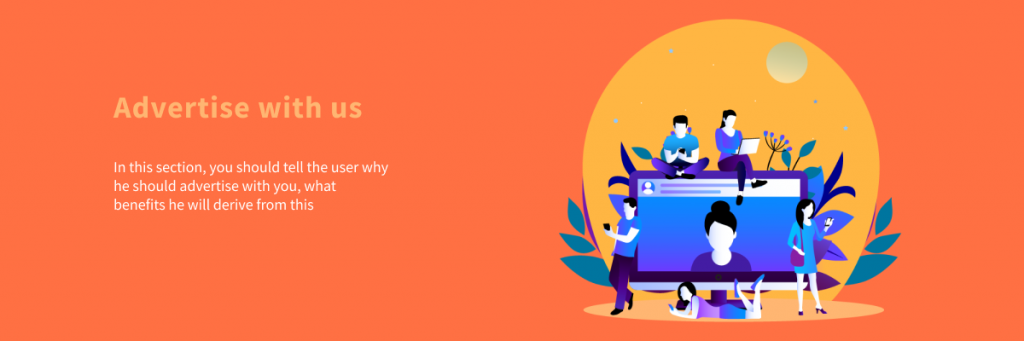 Advertise with us
In this section, you should tell the user why
he should advertise with you, what
benefits he will derive from this